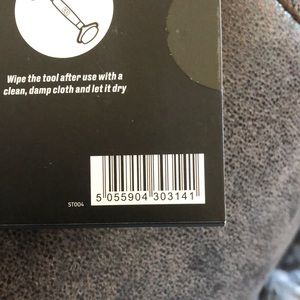 Wipe the tool after use with a
clean, damp cloth and let it dry
ST004
5 055904 303141